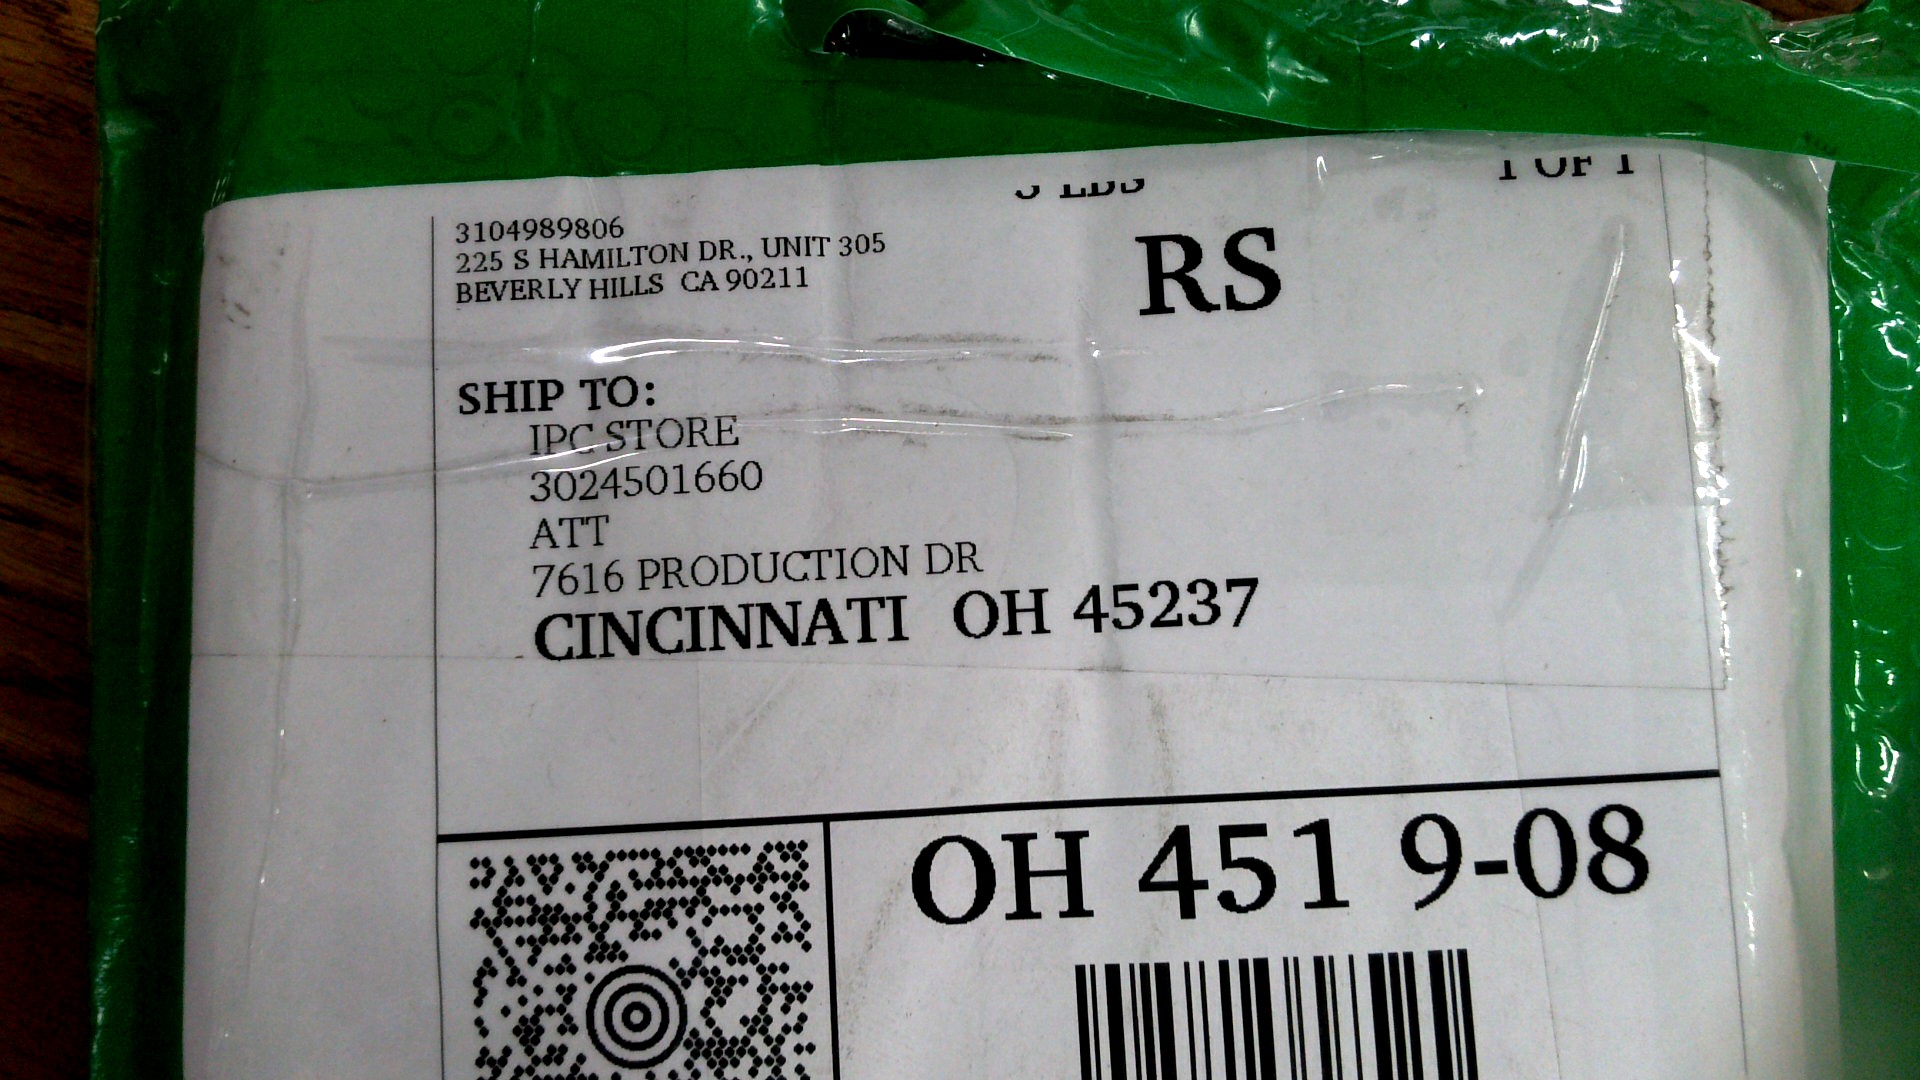 LBS
1 OF 1
3104989806
225 S HAMILTON DR., UNIT 305
BEVERLY HILLS CA 90211
RS
SHIP TO:
IPC STORE
3024501660
ATT
7616 PRODUCTION DR
CINCINNATI OH 45237
OH 451 9-08